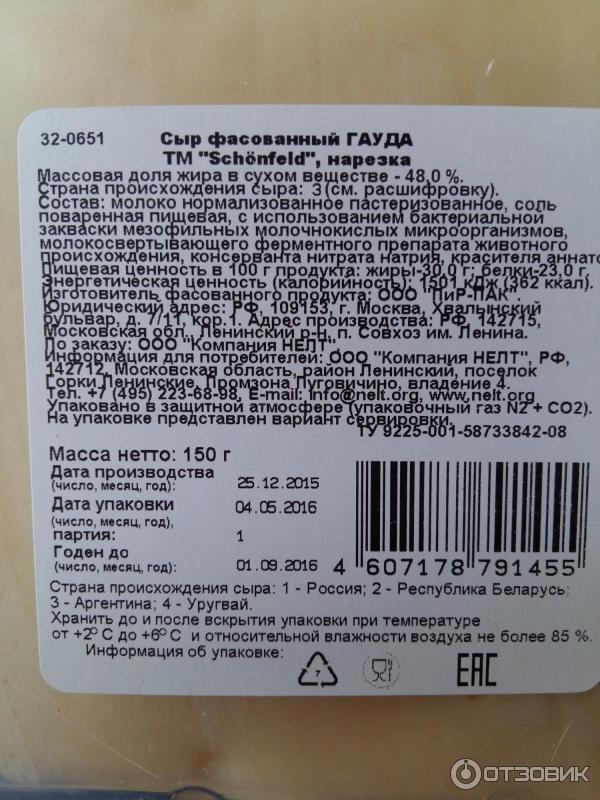 32-0651
Сыр фасованный ГАУДА
ТМ "Schönfeld", нарезка
Массовая доля жира в сухом веществе - 48,0 %.
Страна происхождения сыра: 3 (см. расшифровку).
Состав: молоко нормализованное пастеризованное, соль
поваренная пищевая, с использованием бактериальной
закваски мезофильных молочнокислых микроорганизмов,
молокосвертывающего ферментного препарата животного
происхождения, консерванта нитрата натрия, красителя аннато
Пищевая ценность в 100 г продукта: жиры-30,0 г; белки-23,0 г,
Энергетическая ценность (калорийность): 1501 кДж (362 ккал).
Изготовитель фасованного продукта: ООО "ПиР-ПАК".
Юридический адрес: РФ, 109153, г. Москва, Хвалынский
бульвар, д. 7/11, кор.1. Адрес производства: РФ, 142715,
Московская обл., Ленинский р-н, п. Совхоз им. Ленина.
По заказу: ООО "Компания НЕЛТ"
Информация для потребителей: ООО "Компания НЕЛТ", РФ,
142712, Московская область, район Ленинский, поселок
Горки Ленинские, Промзона Пуговичино, владение 4.
Тел. +7 (495) 223-68-98, E-mail: info@nelt.org, www.nelt.org.
Упаковано в защитной атмосфере (упаковочный газ N2 + CO2).
На упаковке представлен вариант сервировки.
ТУ 9225-001-58733842-08
Масса нетто: 150 г
Дата производства
(число, месяц, год): 25.12.2015
Дата упаковки 04.05.2016
(число, месяц, год),
партия: 1
Годен до
(число, месяц, год): 01.09.2016
4 607178 791455
Страна происхождения сыра: 1 - Россия; 2 - Республика Беларусь;
3 - Аргентина; 4 - Уругвай.
Хранить до и после вскрытия упаковки при температуре
от +2°С до +6°С и относительной влажности воздуха не более 85 %.
Информация об упаковке:
7
EAC
ОТЗОВИК